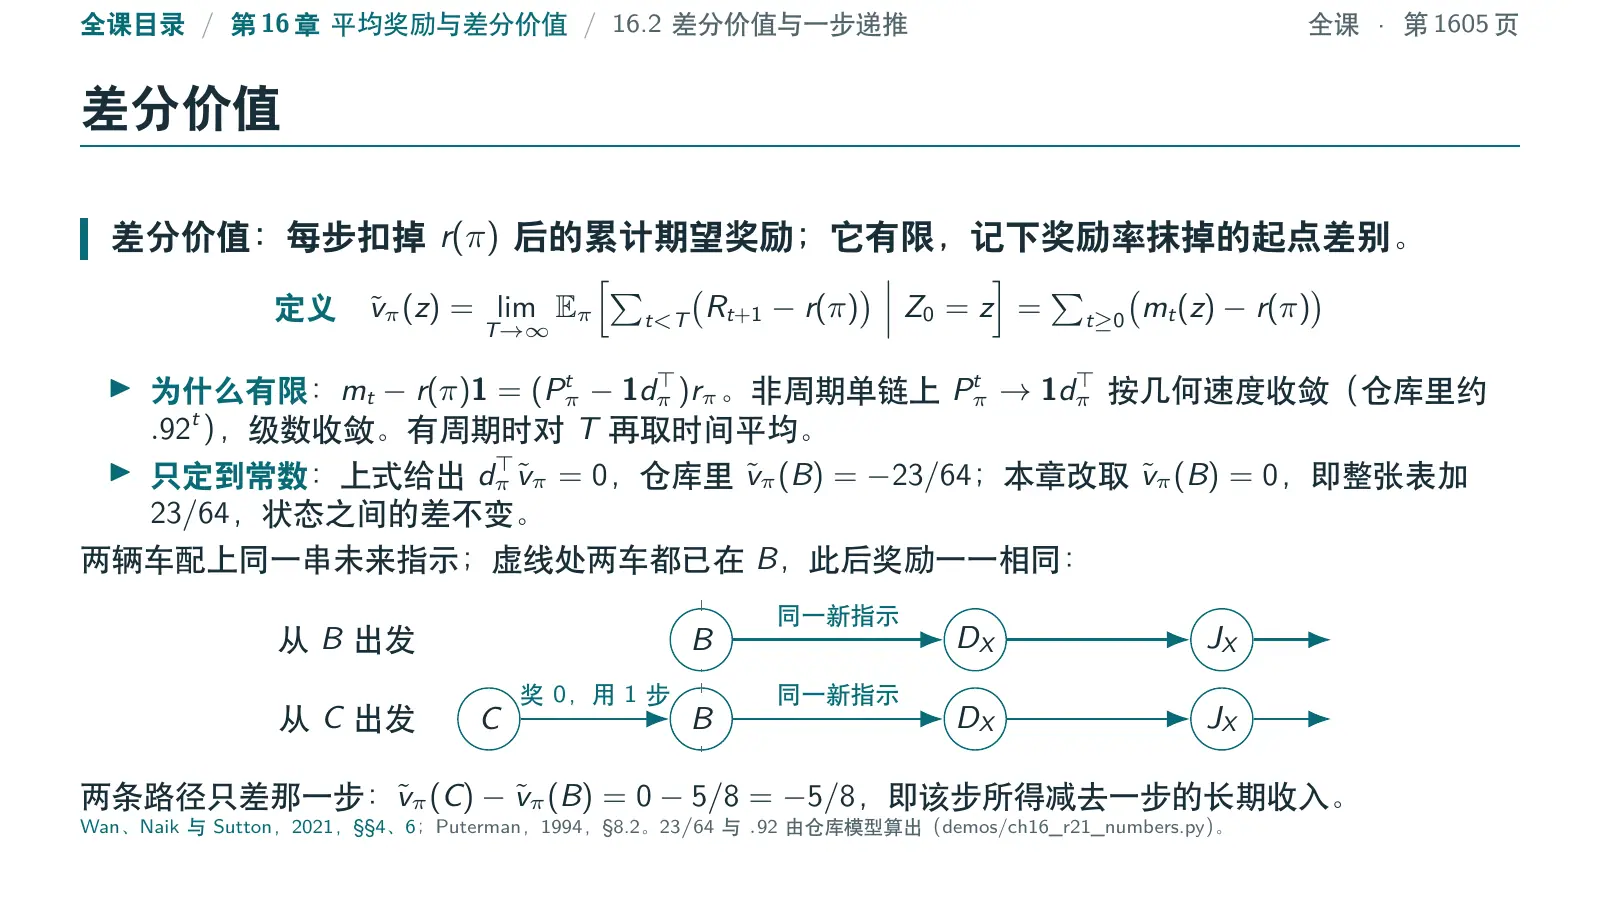 全课目录 / 第 16 章 平均奖励与差分价值 / 16.2 差分价值与一步递推
全课 · 第 1605 页
差分价值
差分价值：每步扣掉 r(π) 后的累计期望奖励；它有限，记下奖励率抹掉的起点差别。
定义 ṽ_π(z) = lim_{T→∞} 𝔼_π[∑_{t<T}(R_{t+1} − r(π)) | Z_0 = z] = ∑_{t≥0}(m_t(z) − r(π))
▶ 为什么有限：m_t − r(π)𝟏 = (P_π^t − 𝟏d_π^⊤)r_π。非周期单链上 P_π^t → 𝟏d_π^⊤ 按几何速度收敛（仓库里约
.92^t），级数收敛。有周期时对 T 再取时间平均。
▶ 只定到常数：上式给出 d_π^⊤ṽ_π = 0，仓库里 ṽ_π(B) = −23/64；本章改取 ṽ_π(B) = 0，即整张表加
23/64，状态之间的差不变。
两辆车配上同一串未来指示；虚线处两车都已在 B，此后奖励一一相同：
从 B 出发 B 同一新指示 D_X J_X
从 C 出发 C 奖 0，用 1 步 B 同一新指示 D_X J_X
两条路径只差那一步：ṽ_π(C) − ṽ_π(B) = 0 − 5/8 = −5/8，即该步所得减去一步的长期收入。
Wan、Naik 与 Sutton，2021，§§4、6；Puterman，1994，§8.2。23/64 与 .92 由仓库模型算出（demos/ch16_r21_numbers.py）。